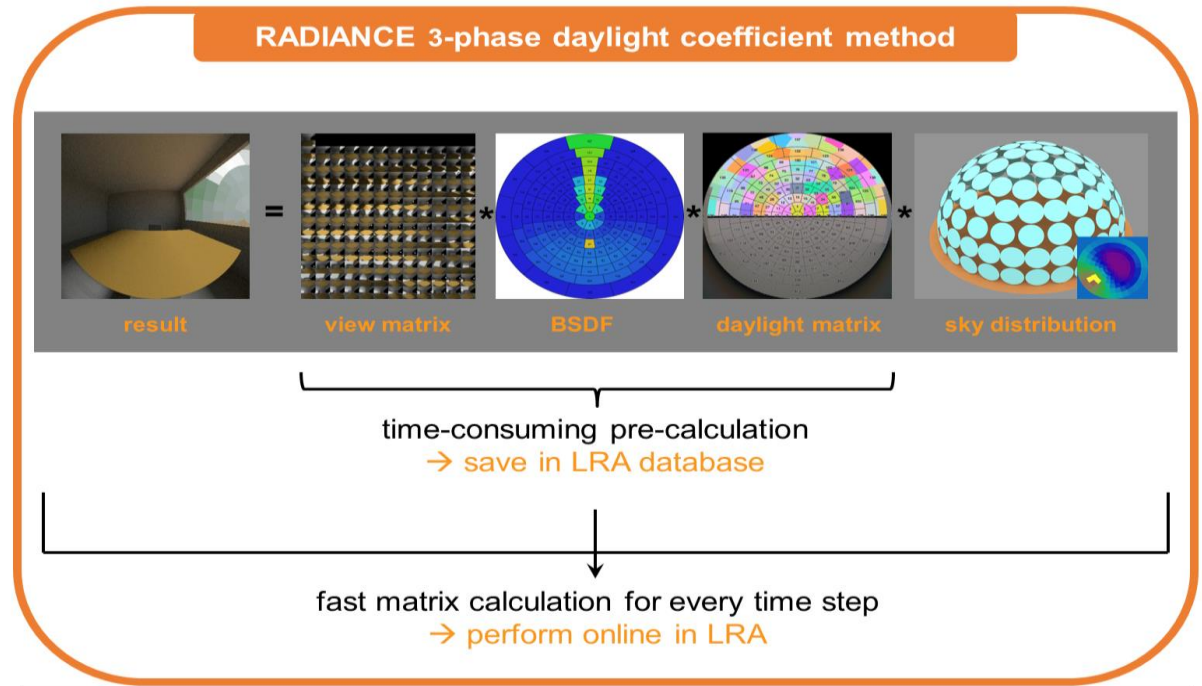 RADIANCE 3-phase daylight coefficient method
= * * *
result view matrix BSDF daylight matrix sky distribution
time-consuming pre-calculation
→ save in LRA database
fast matrix calculation for every time step
→ perform online in LRA